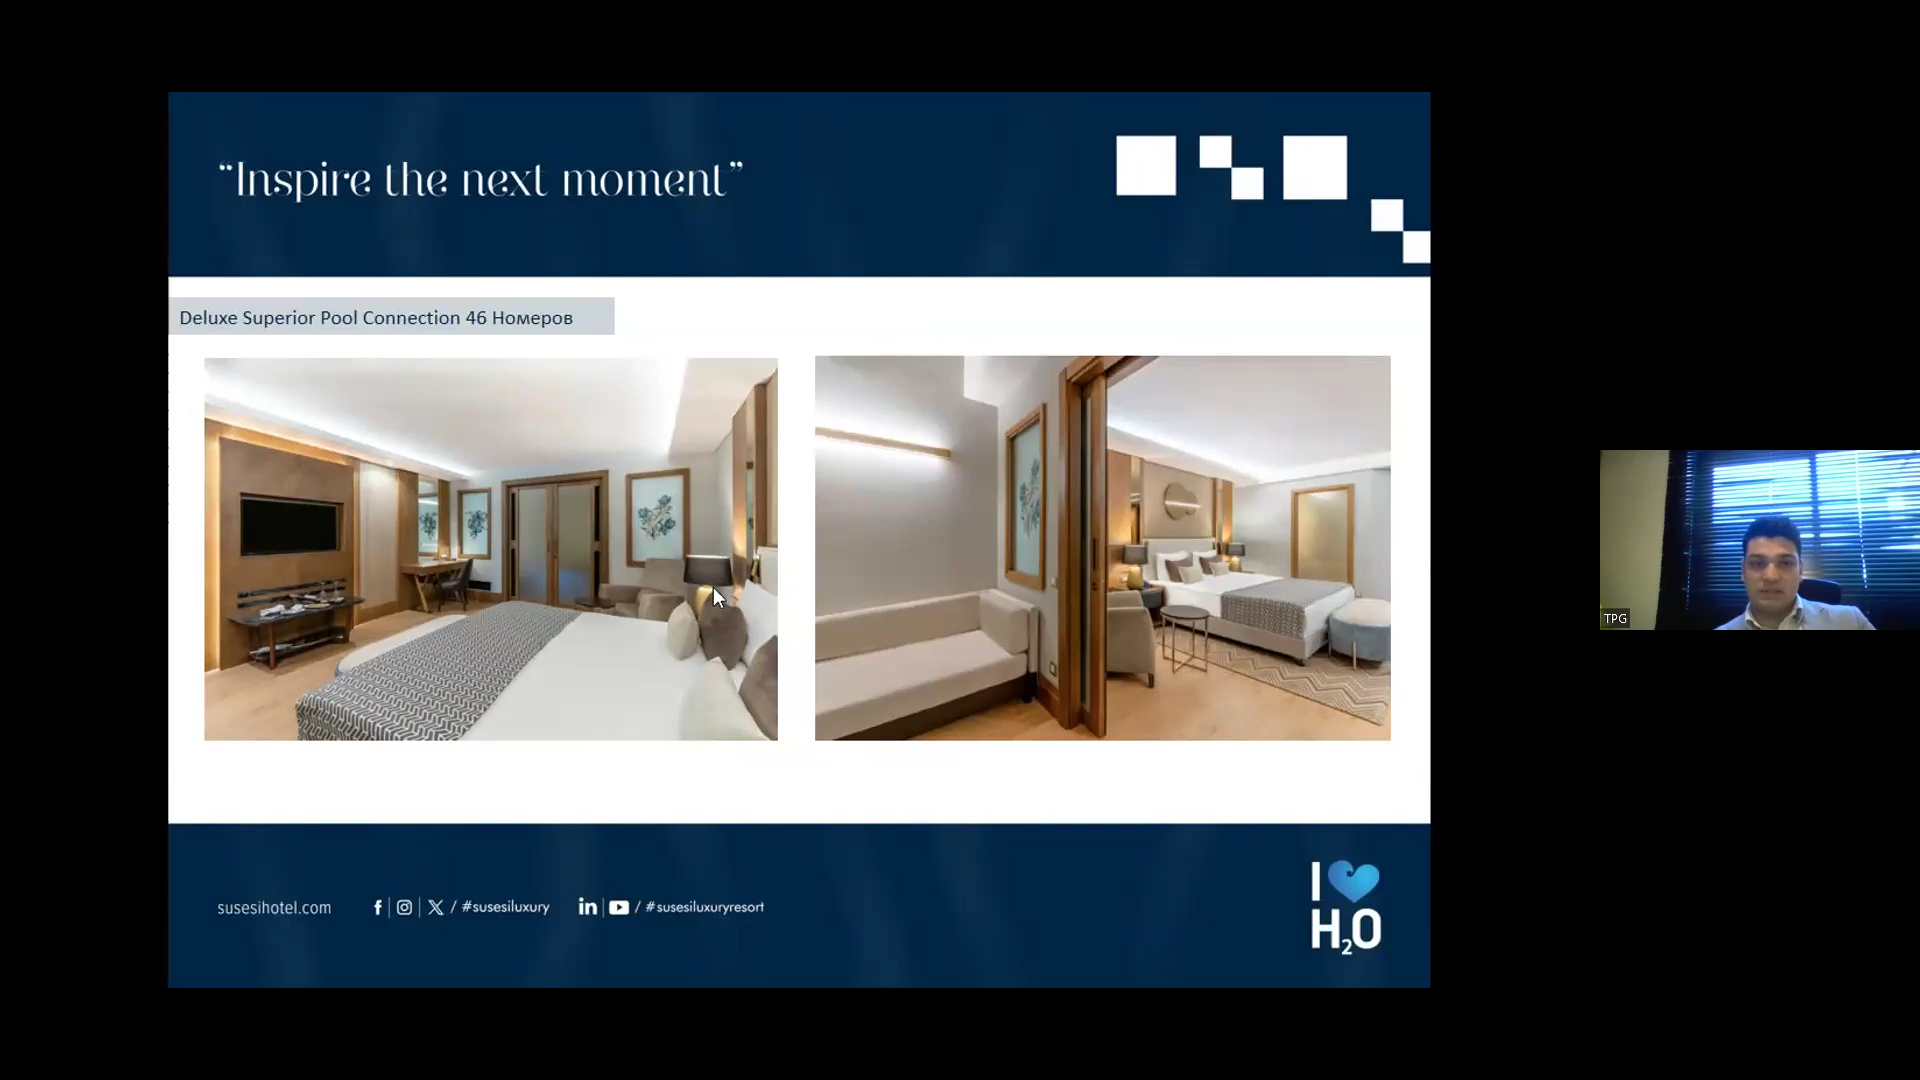 “Inspire the next moment”
Deluxe Superior Pool Connection 46 Номеров
TPG
susesihotel.com
/ #susesiluxury
/ #susesiluxuryresort
I
H2O